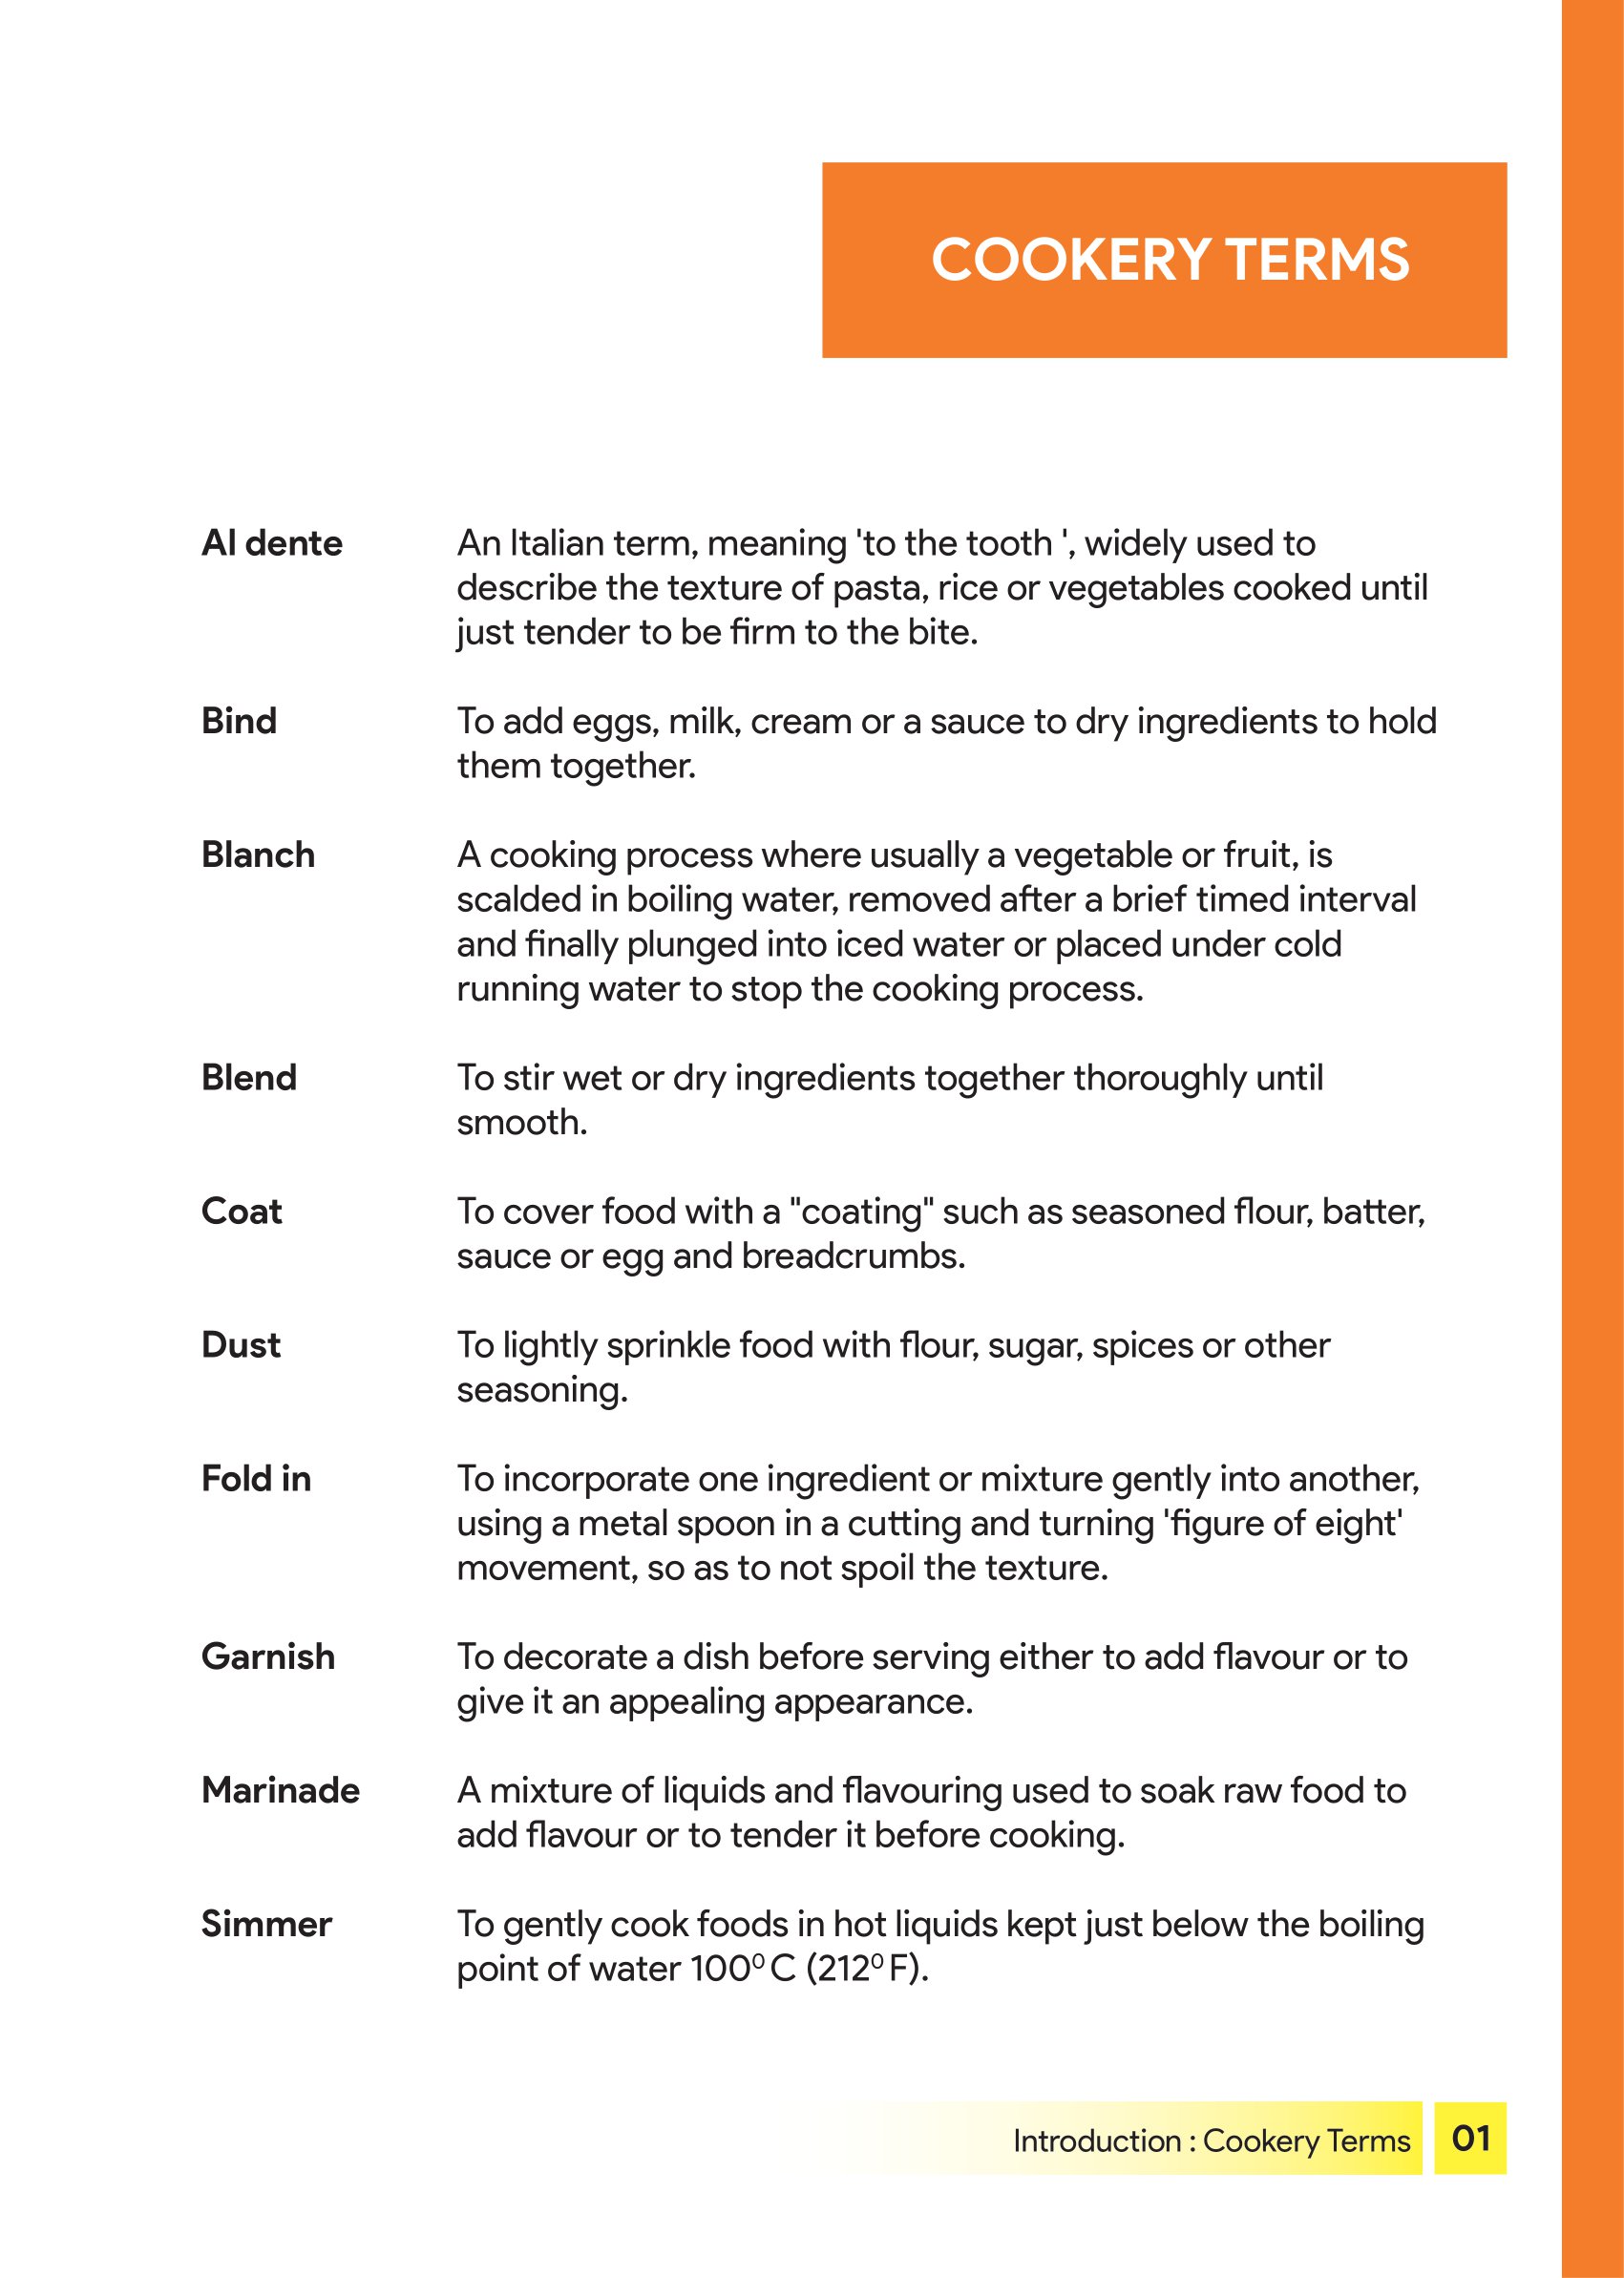 COOKERY TERMS
Al dente An Italian term, meaning 'to the tooth ', widely used to
describe the texture of pasta, rice or vegetables cooked until
just tender to be firm to the bite.
Bind To add eggs, milk, cream or a sauce to dry ingredients to hold
them together.
Blanch A cooking process where usually a vegetable or fruit, is
scalded in boiling water, removed after a brief timed interval
and finally plunged into iced water or placed under cold
running water to stop the cooking process.
Blend To stir wet or dry ingredients together thoroughly until
smooth.
Coat To cover food with a "coating" such as seasoned flour, batter,
sauce or egg and breadcrumbs.
Dust To lightly sprinkle food with flour, sugar, spices or other
seasoning.
Fold in To incorporate one ingredient or mixture gently into another,
using a metal spoon in a cutting and turning 'figure of eight'
movement, so as to not spoil the texture.
Garnish To decorate a dish before serving either to add flavour or to
give it an appealing appearance.
Marinade A mixture of liquids and flavouring used to soak raw food to
add flavour or to tender it before cooking.
Simmer To gently cook foods in hot liquids kept just below the boiling
point of water 100⁰ C (212⁰ F).
Introduction : Cookery Terms 01